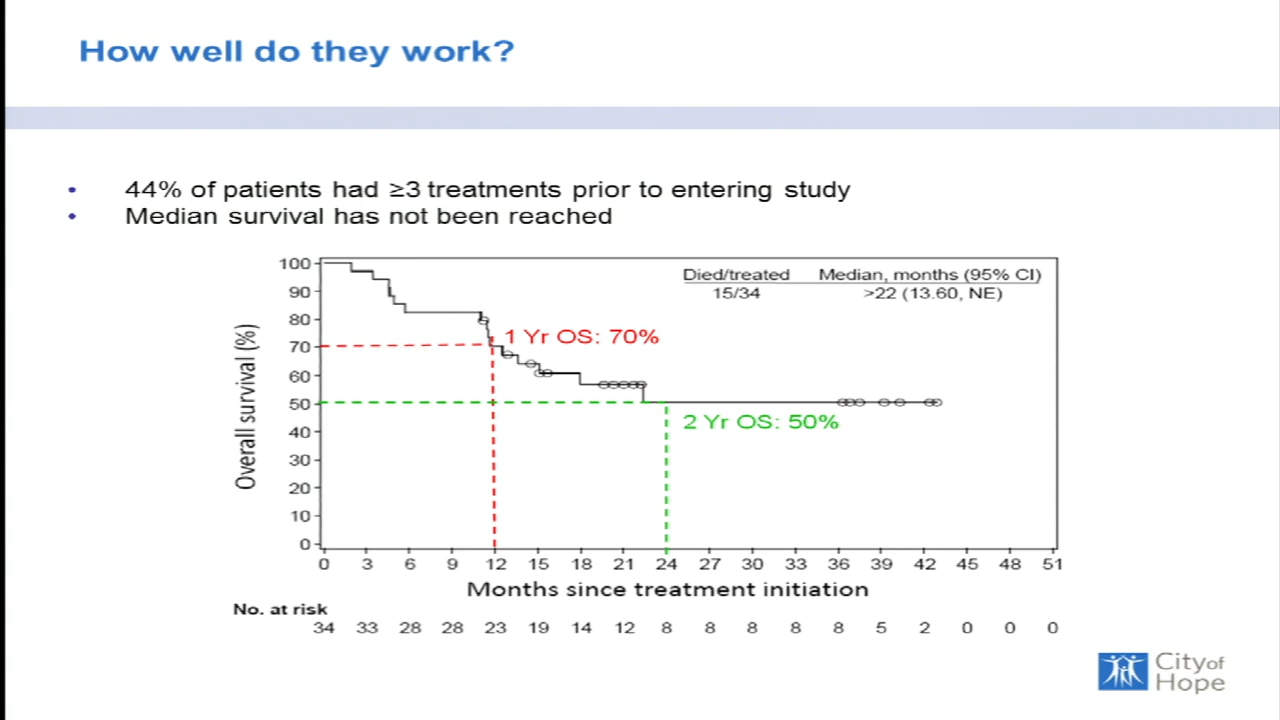 How well do they work?
• 44% of patients had ≥3 treatments prior to entering study
• Median survival has not been reached
Died/treated Median, months (95% CI)
15/34 >22 (13.60, NE)
1 Yr OS: 70%
2 Yr OS: 50%
Overall survival (%)
100
90
80
70
60
50
40
30
20
10
0
0 3 6 9 12 15 18 21 24 27 30 33 36 39 42 45 48 51
Months since treatment initiation
No. at risk
34 33 28 28 23 19 14 12 8 8 8 8 8 5 2 0 0 0
City of
Hope